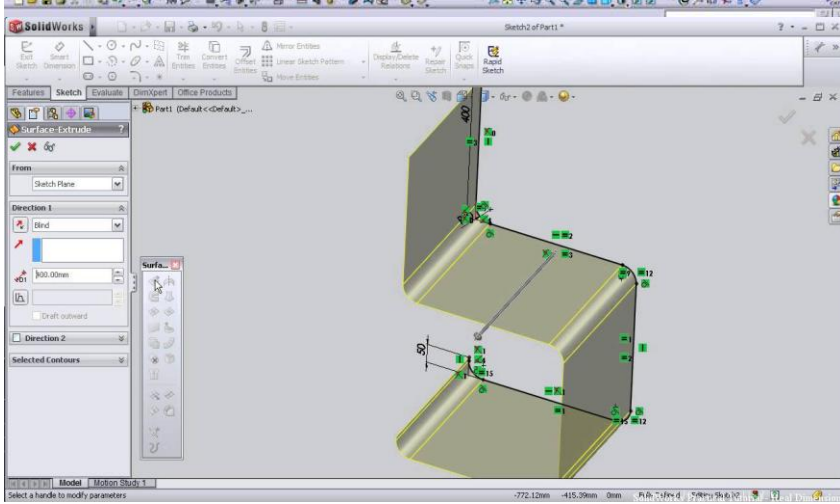 SolidWorks
Sketch2 of Part1 *
Exit Sketch
Smart Dimension
Trim Entities
Convert Entities
Offset Entities
Mirror Entities
Linear Sketch Pattern
Move Entities
Display/Delete Relations
Repair Sketch
Quick Snaps
Rapid Sketch
Features Sketch Evaluate DimXpert Office Products
Part1 (Default<<Default>_...
Surface-Extrude ?
From
Sketch Plane
Direction 1
Blind
D1
Draft outward
Direction 2
Selected Contours
Surfa...
400
50
Model Motion Study 1
Select a handle to modify parameters
-772.12mm -415.39mm 0mm